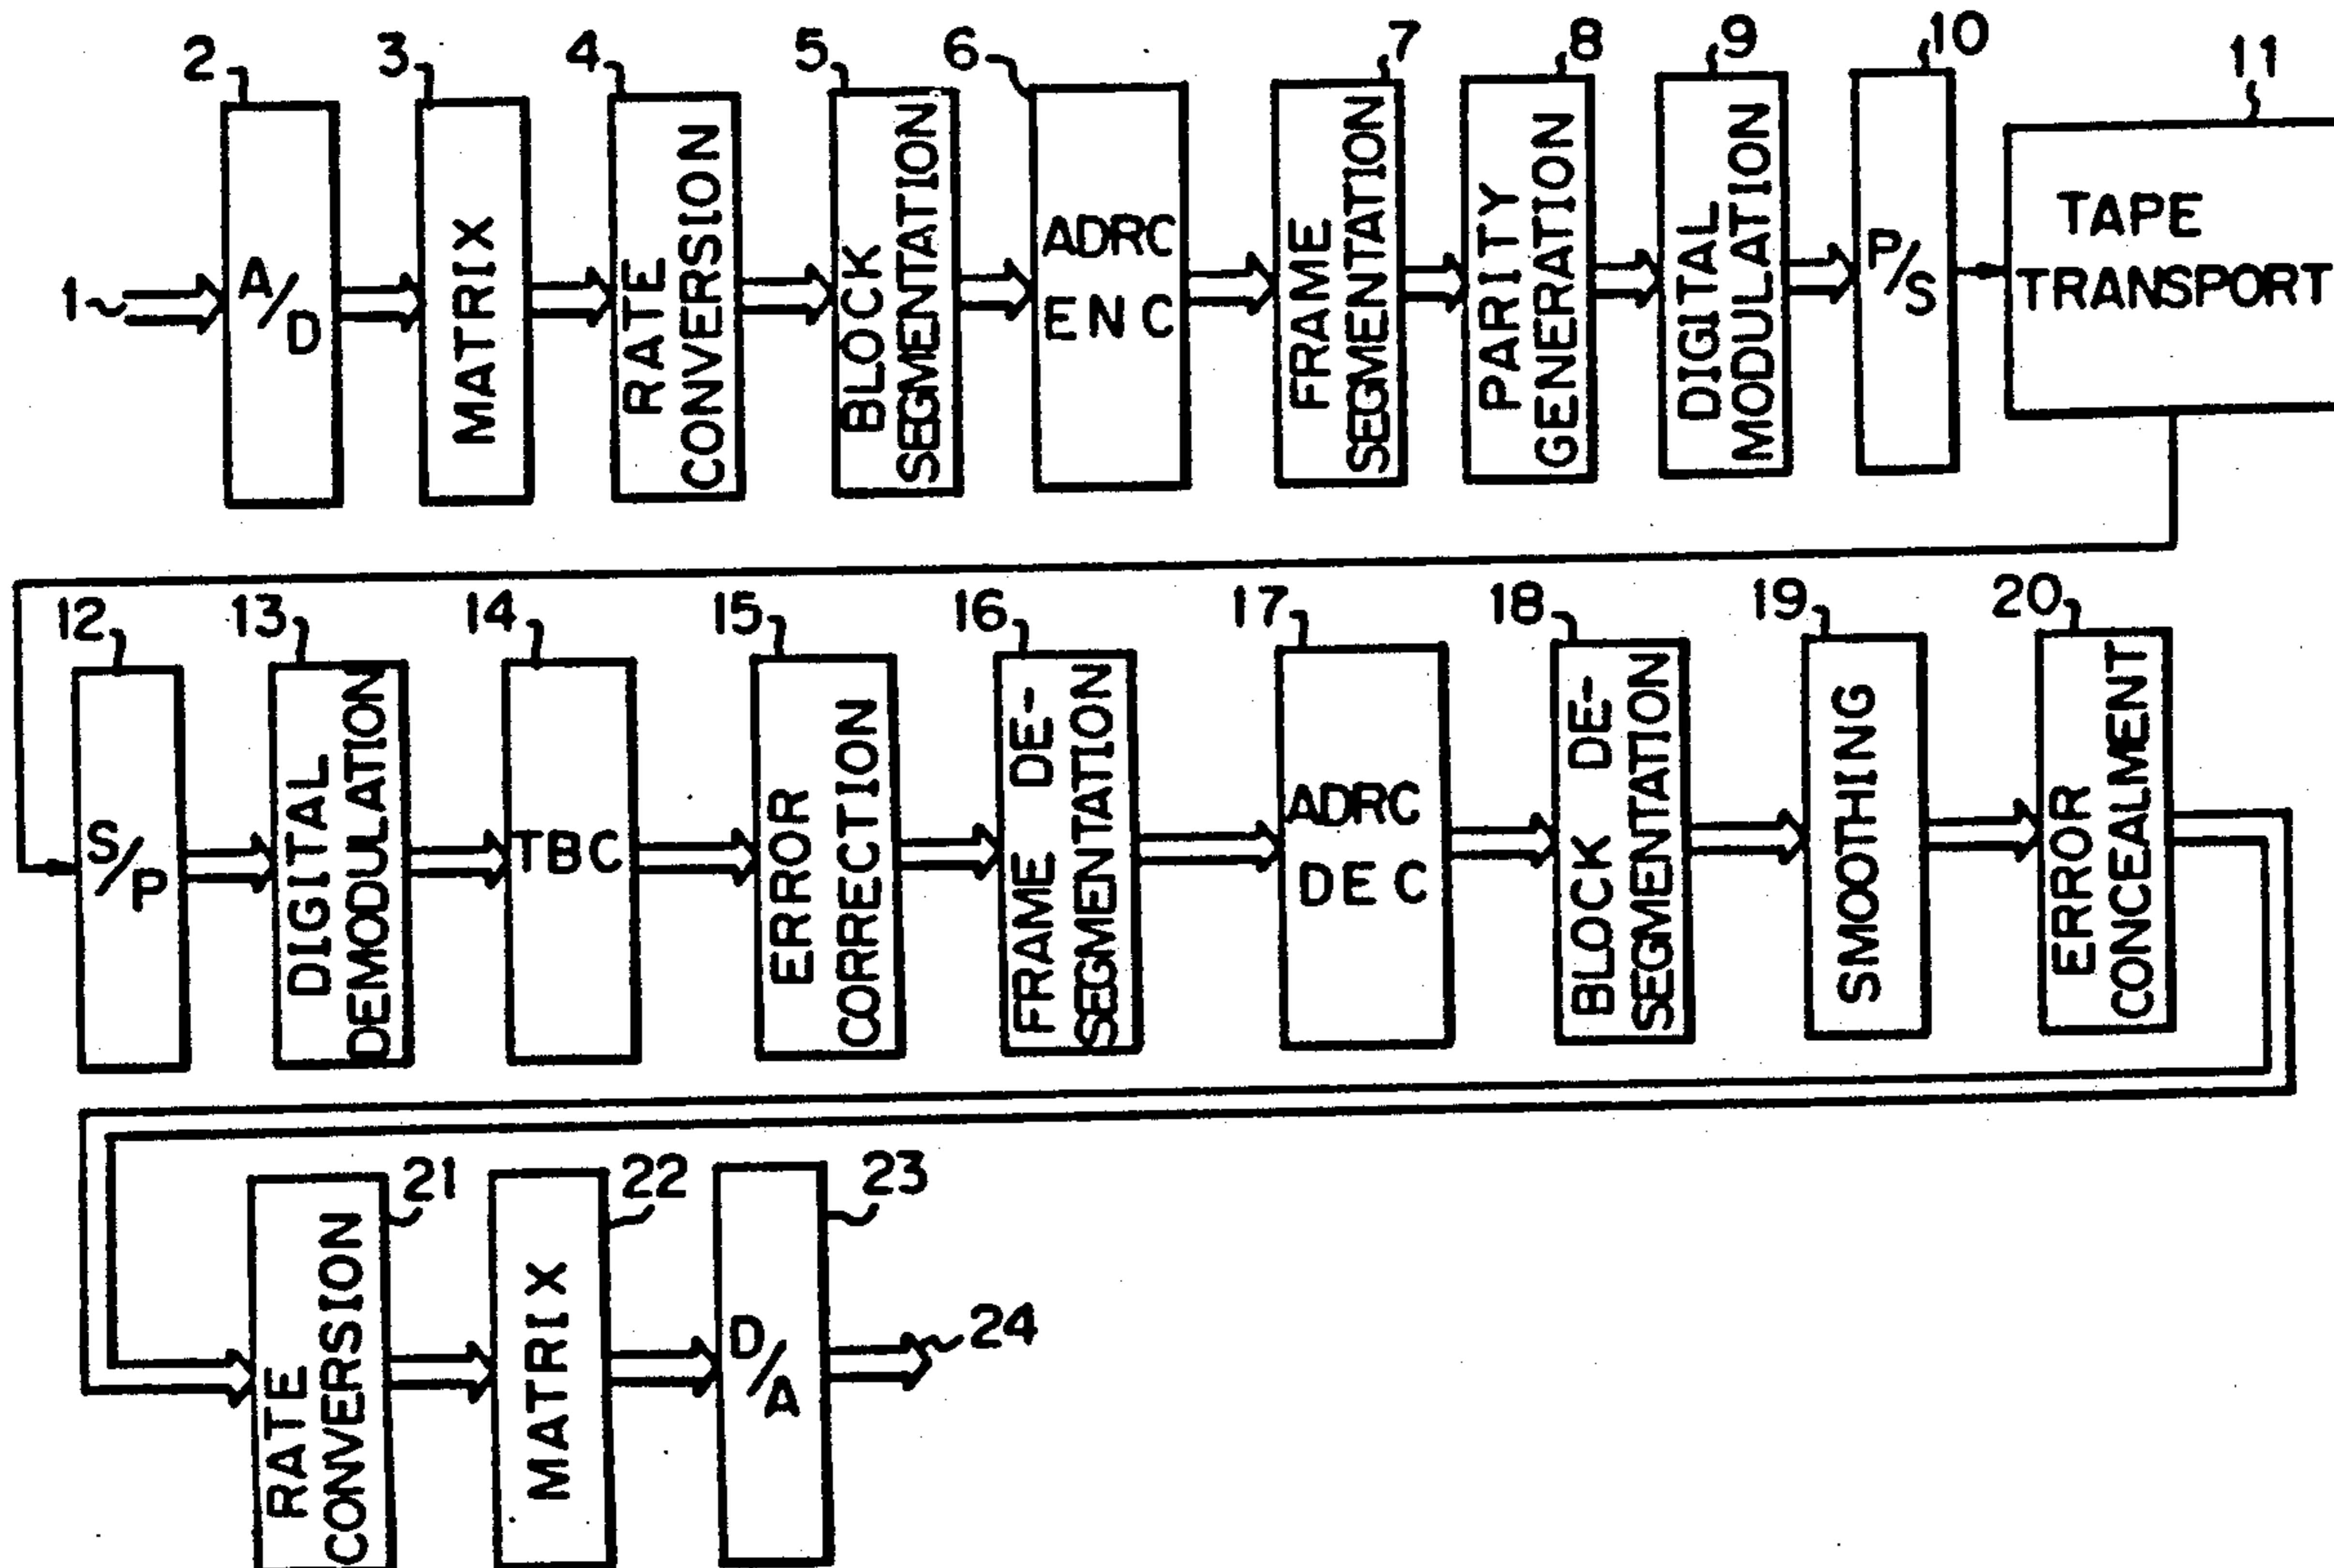 2 3 4 5 6 7 8 9 10 11
1
A/D
MATRIX
RATE
CONVERSION
BLOCK
SEGMENTATION
ADRC
ENC
FRAME
SEGMENTATION
PARITY
GENERATION
DIGITAL
MODULATION
P/S
TAPE
TRANSPORT
12 13 14 15 16 17 18 19 20
S/P
DIGITAL
DEMODULATION
TBC
ERROR
CORRECTION
FRAME DE-
SEGMENTATION
ADRC
DEC
BLOCK DE-
SEGMENTATION
SMOOTHING
ERROR
CONCEALMENT
21 22 23
RATE
CONVERSION
MATRIX
D/A
24